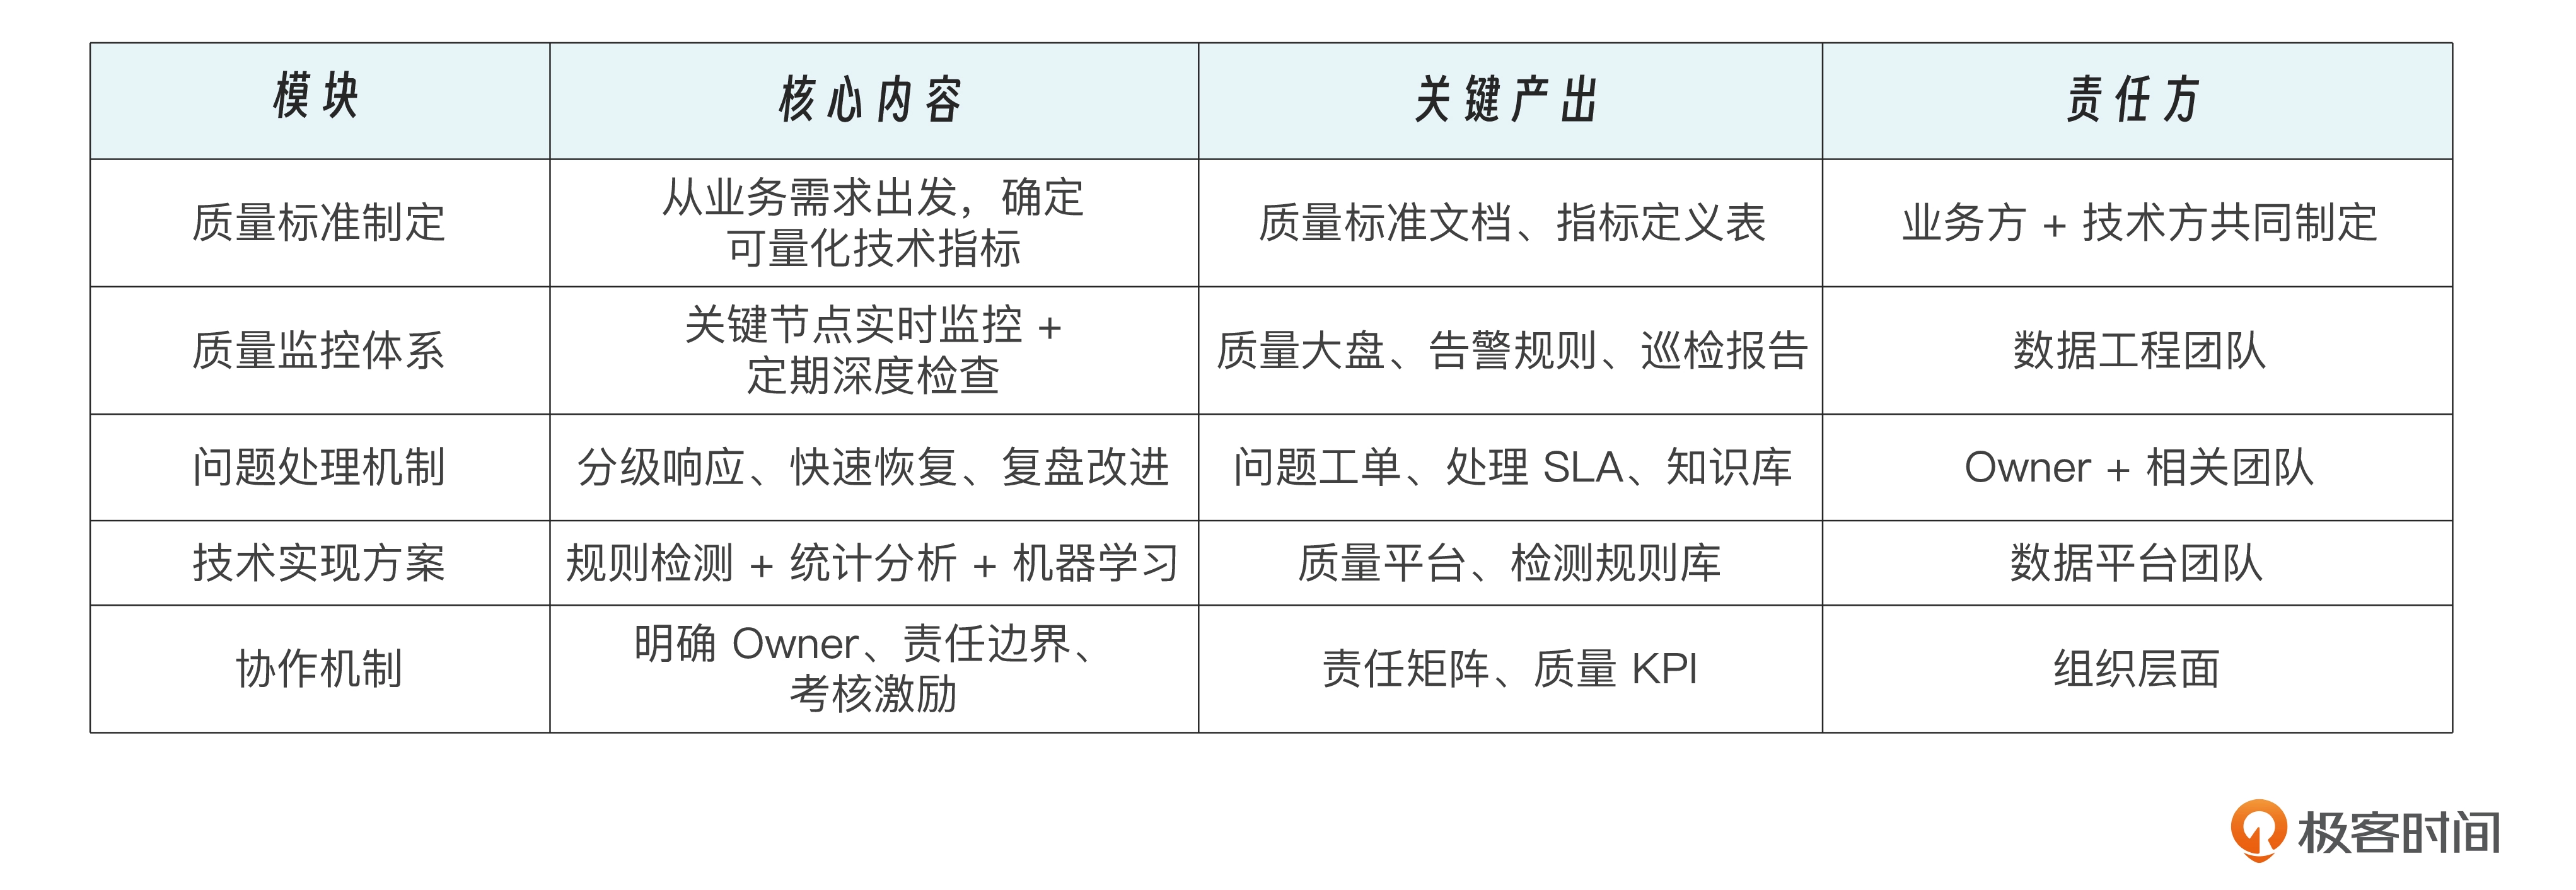 模块 核心内容 关键产出 责任方
质量标准制定 从业务需求出发，确定 质量标准文档、指标定义表 业务方 + 技术方共同制定
可量化技术指标
质量监控体系 关键节点实时监控 + 质量大盘、告警规则、巡检报告 数据工程团队
定期深度检查
问题处理机制 分级响应、快速恢复、复盘改进 问题工单、处理 SLA、知识库 Owner + 相关团队
技术实现方案 规则检测 + 统计分析 + 机器学习 质量平台、检测规则库 数据平台团队
协作机制 明确 Owner、责任边界、 责任矩阵、质量 KPI 组织层面
考核激励
极客时间